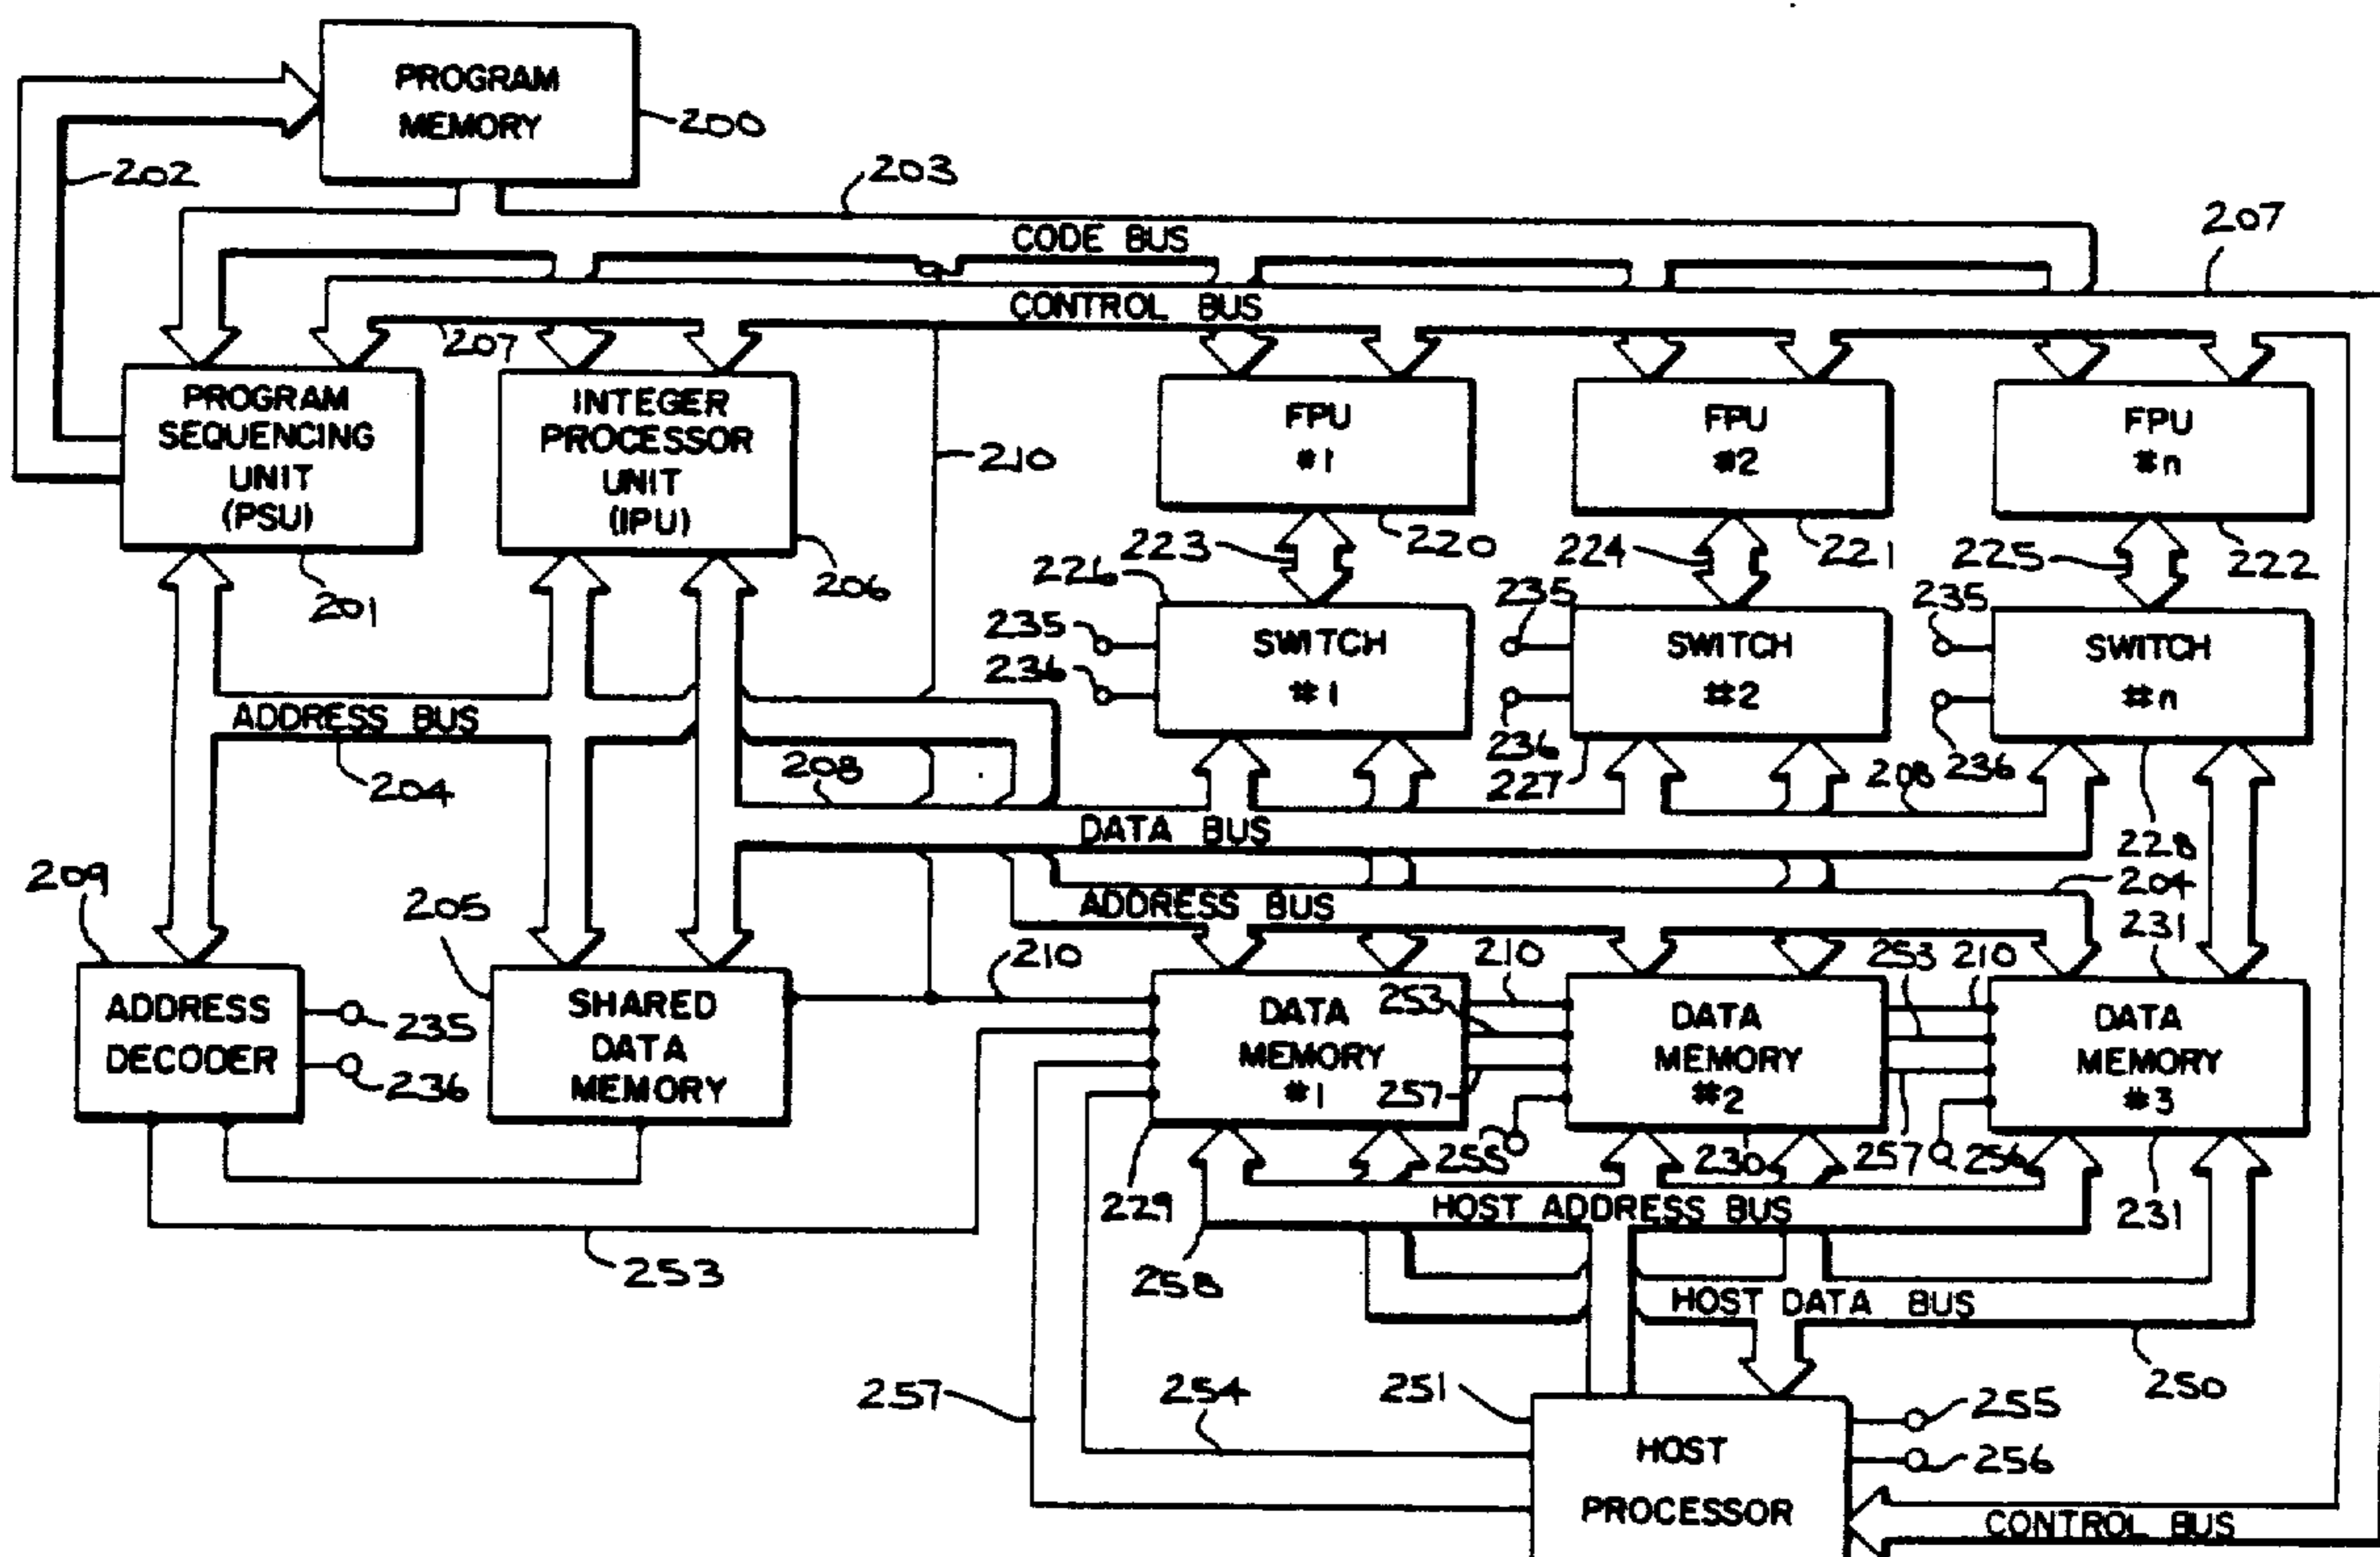 PROGRAM
MEMORY
200
202
203
CODE BUS
207
CONTROL BUS
207
PROGRAM
SEQUENCING
UNIT
(PSU)
INTEGER
PROCESSOR
UNIT
(IPU)
210
FPU
#1
FPU
#2
FPU
#n
201
206
223
220
224
221
225
222
226
235
236
SWITCH
#1
235
236
227
SWITCH
#2
235
236
SWITCH
#n
ADDRESS BUS
204
208
208
DATA BUS
228
204
209
205
ADDRESS BUS
231
ADDRESS
DECODER
235
236
SHARED
DATA
MEMORY
210
DATA
MEMORY
#1
210
253
257
DATA
MEMORY
#2
253
210
DATA
MEMORY
#3
255
230
257
256
229
HOST ADDRESS BUS
231
253
258
HOST DATA BUS
250
257
254
251
HOST
PROCESSOR
255
256
CONTROL BUS